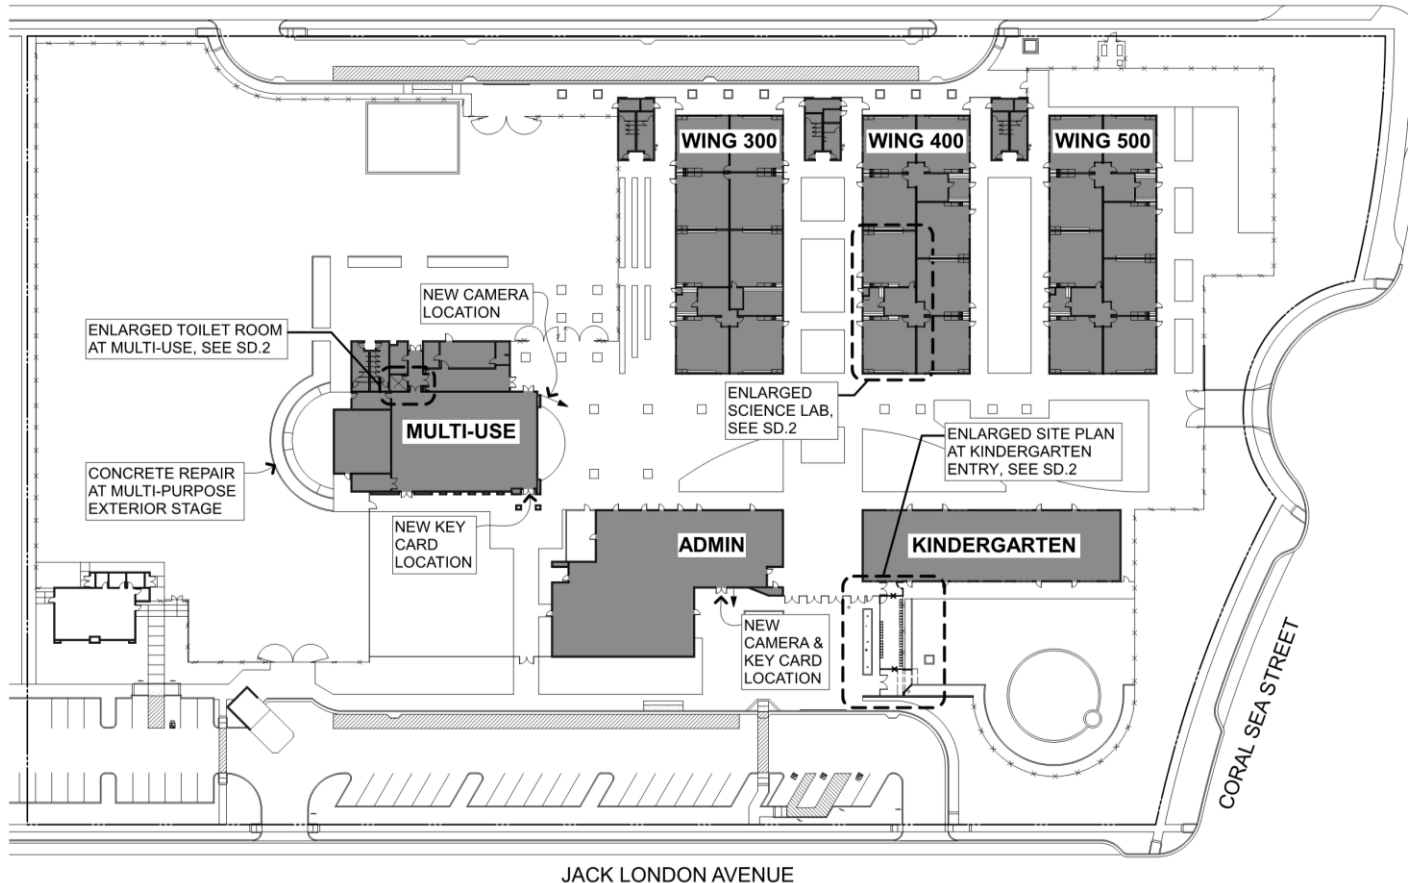 WING 300
WING 400
WING 500
NEW CAMERA
LOCATION
ENLARGED TOILET ROOM
AT MULTI-USE, SEE SD.2
ENLARGED
SCIENCE LAB,
SEE SD.2
MULTI-USE
ENLARGED SITE PLAN
AT KINDERGARTEN
ENTRY, SEE SD.2
CONCRETE REPAIR
AT MULTI-PURPOSE
EXTERIOR STAGE
NEW KEY
CARD
LOCATION
ADMIN
KINDERGARTEN
NEW
CAMERA &
KEY CARD
LOCATION
CORAL SEA STREET
JACK LONDON AVENUE